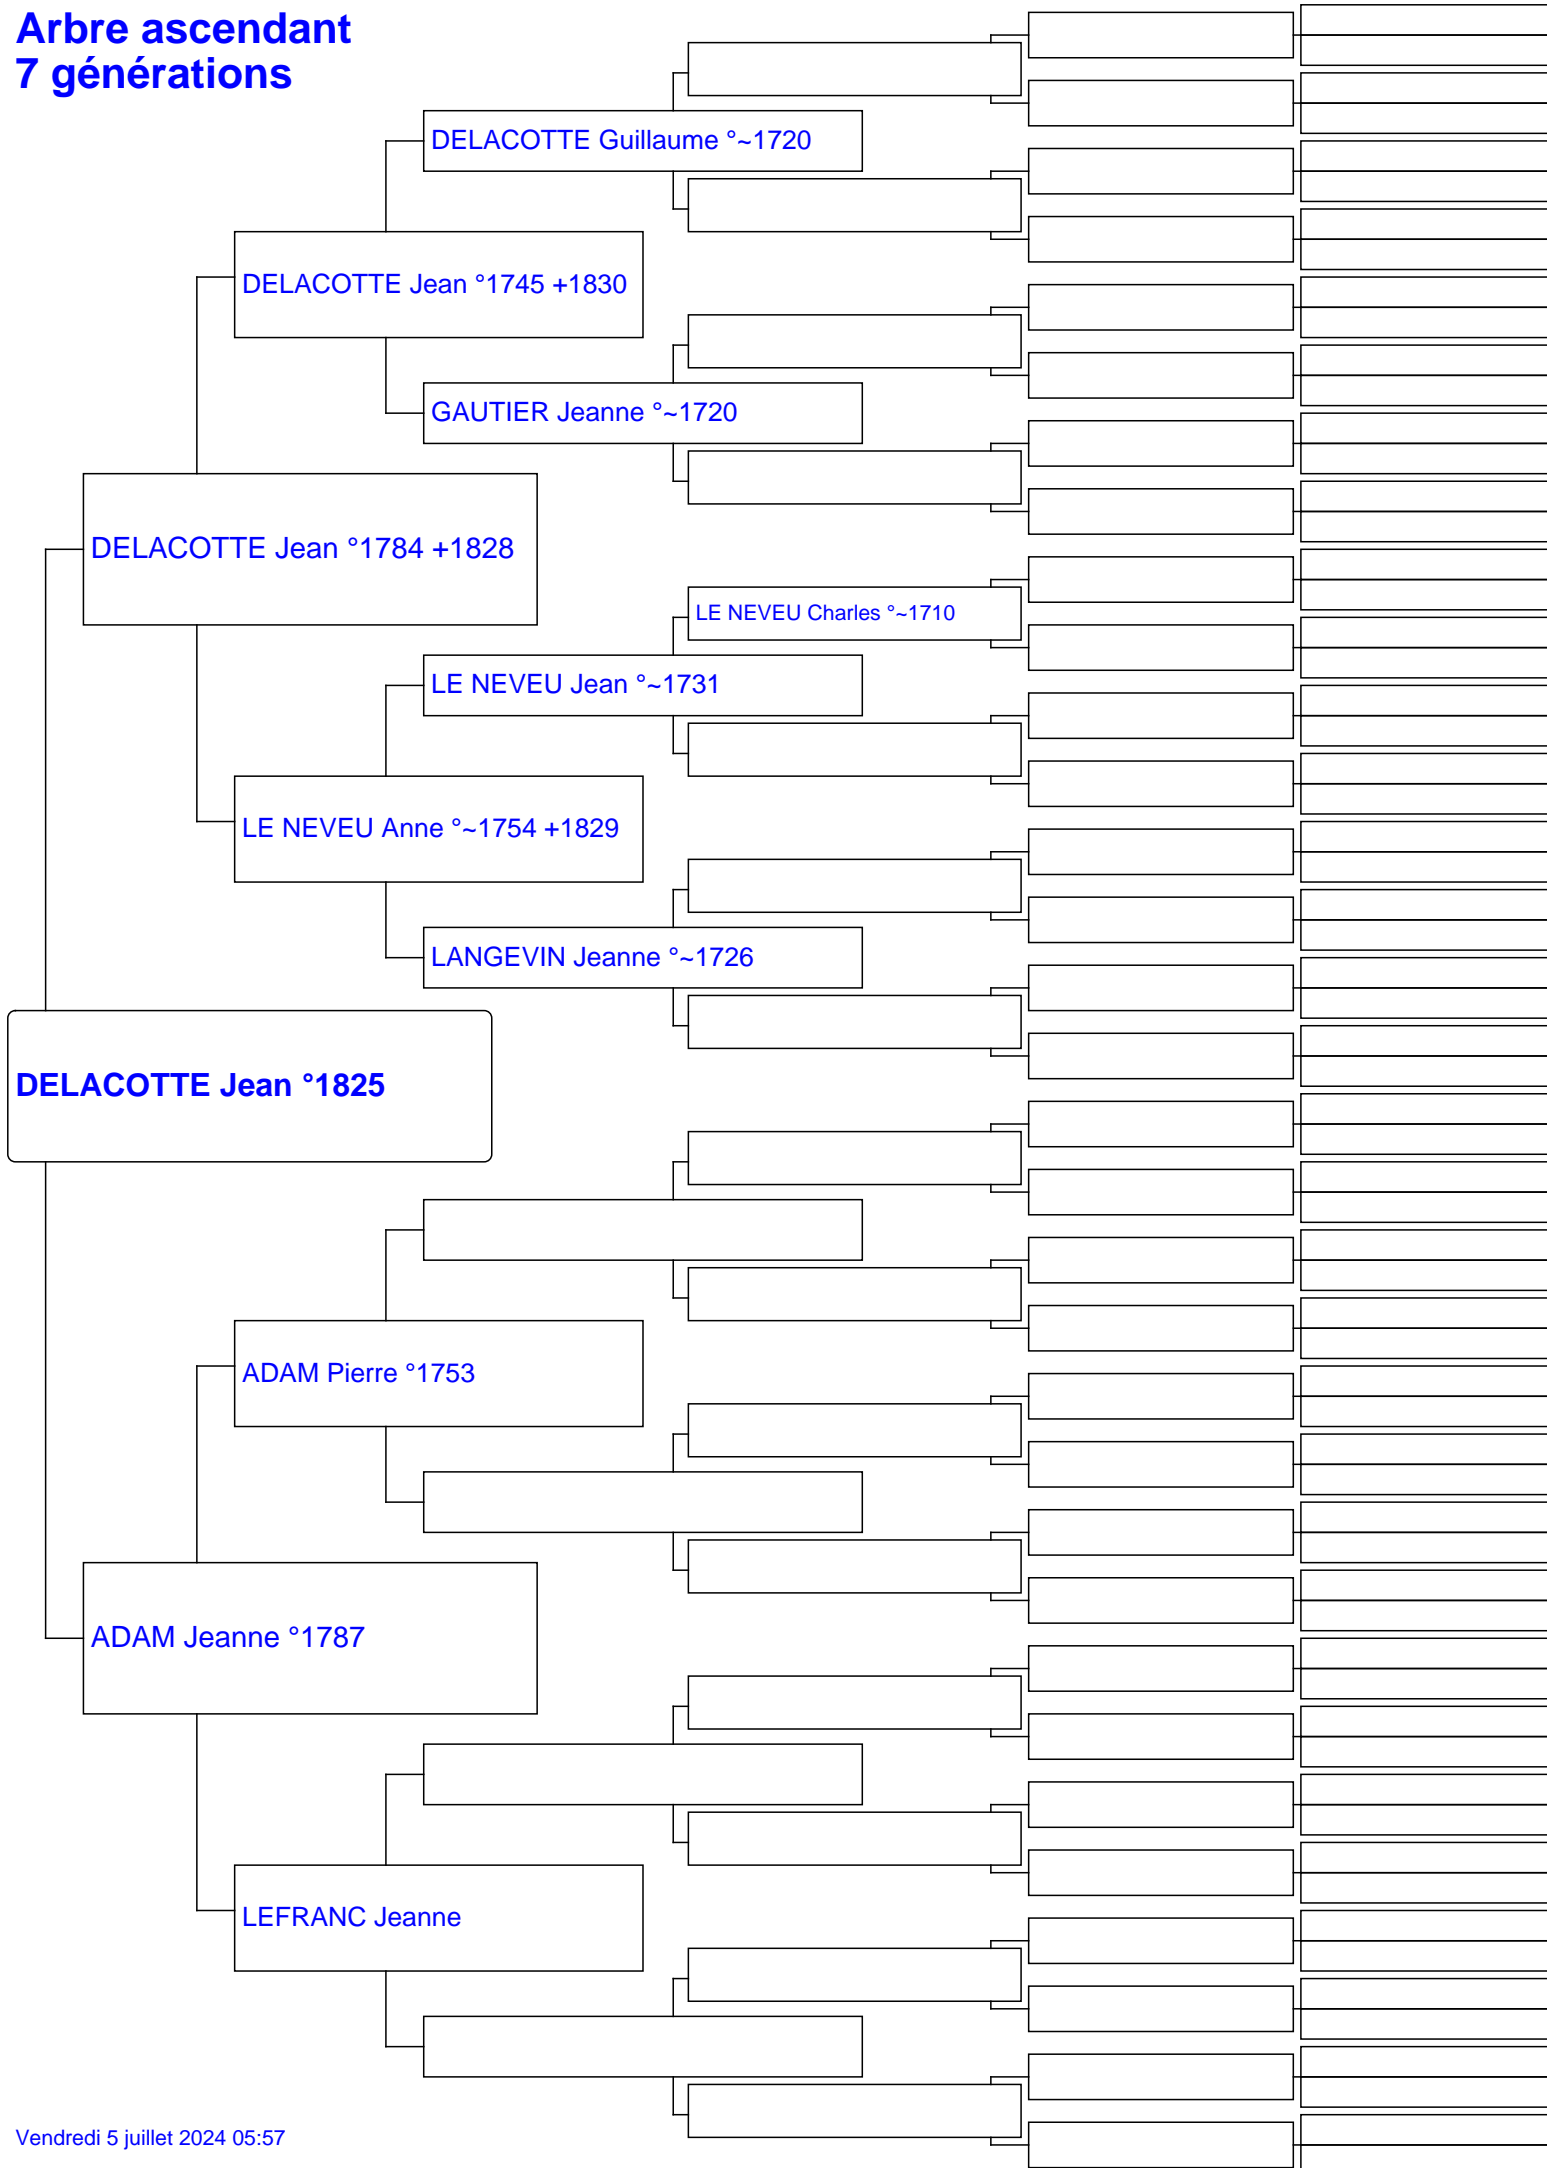 Arbre ascendant
7 générations
DELACOTTE Guillaume °~1720
DELACOTTE Jean °1745 +1830
GAUTIER Jeanne °~1720
DELACOTTE Jean °1784 +1828
LE NEVEU Charles °~1710
LE NEVEU Jean °~1731
LE NEVEU Anne °~1754 +1829
LANGEVIN Jeanne °~1726
DELACOTTE Jean °1825
ADAM Pierre °1753
ADAM Jeanne °1787
LEFRANC Jeanne
Vendredi 5 juillet 2024 05:57